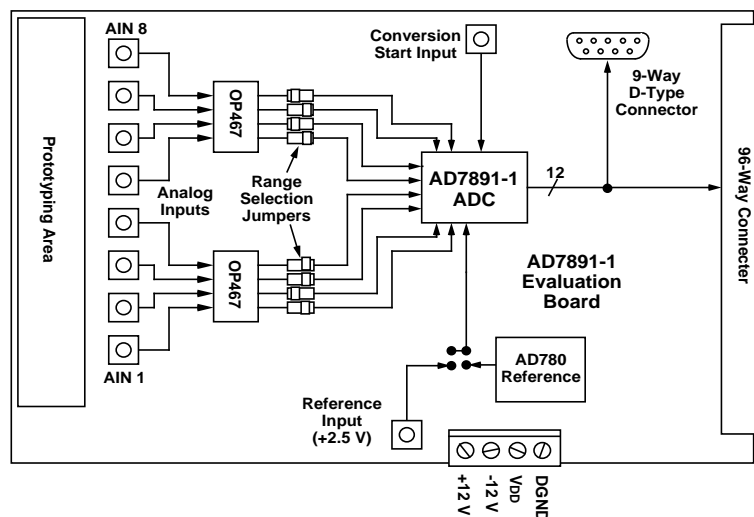 AIN 8
Conversion
Start Input
9-Way
D-Type
Connector
Prototyping Area
OP467
Analog
Inputs
Range
Selection
Jumpers
AD7891-1
ADC
12
96-Way Connecter
OP467
AD7891-1
Evaluation
Board
AIN 1
AD780
Reference
Reference
Input
(+2.5 V)
+12 V
-12 V
VDD
DGND